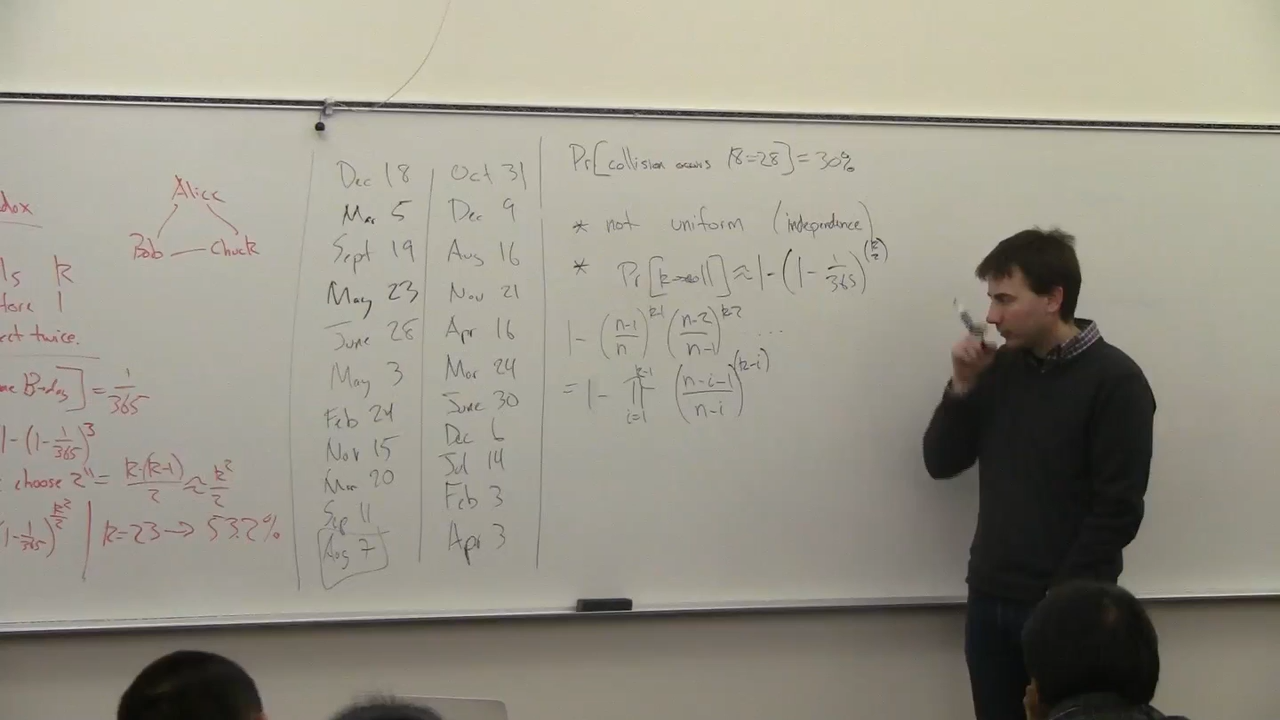 dox
Alice
Bob
Chuck
k
1
ect twice.
B-day] = 1/365
1-(1-1/365)^3
choose 2" = k·(k-1)/2 ≈ k²/2
(1-1/365)^(k²/2)
k=23 → 53.2%
Dec 18
Mar 5
Sept 19
May 23
June 28
May 3
Feb 24
Nov 15
Mar 20
Sep 11
Aug 7
Oct 31
Dec 9
Aug 16
Nov 21
Apr 16
Mar 24
June 30
Dec 6
Jul 14
Feb 3
Apr 3
Pr[collision occurs 18=28] = 30%
* not uniform (independence)
* Pr[k-coll] ≈ 1-(1-1/365)^(k/2)
1-((n-1)/n)^(k-1) ((n-2)/(n-1))^(k-2) ....
= 1- ∏_{i=1}^{k-1} ((n-i-1)/(n-i))^(k-i)